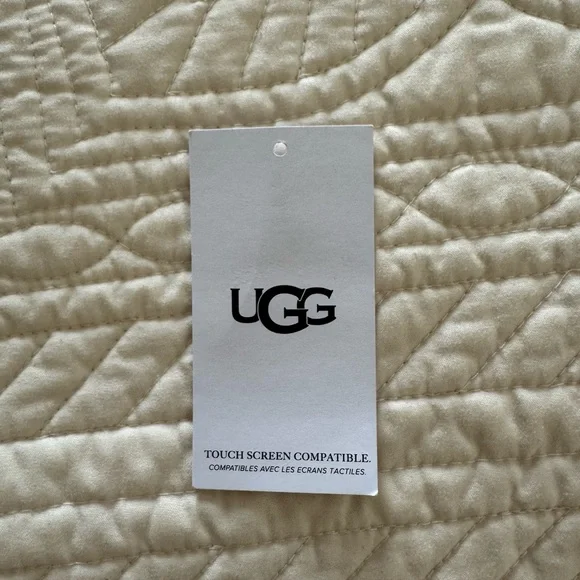 UGG
TOUCH SCREEN COMPATIBLE.
COMPATIBLES AVEC LES ECRANS TACTILES.